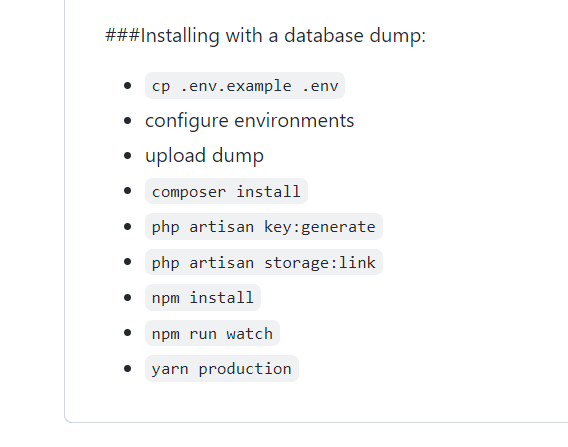 ###Installing with a database dump:
cp .env.example .env
configure environments
upload dump
composer install
php artisan key:generate
php artisan storage:link
npm install
npm run watch
yarn production